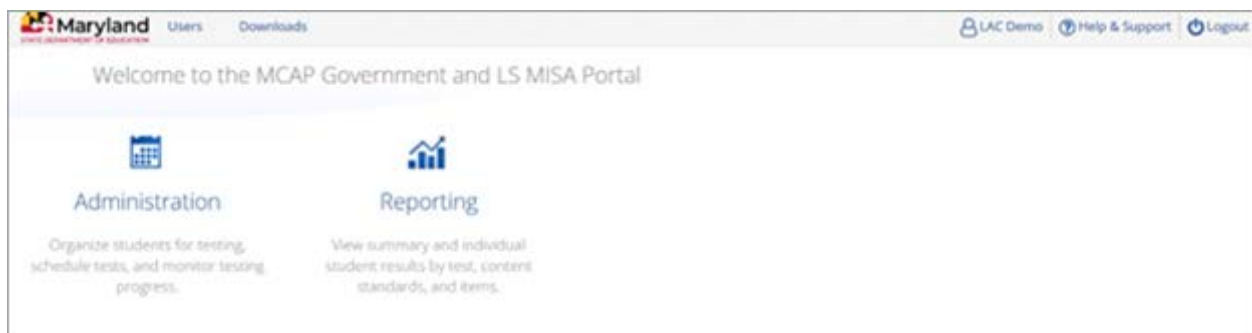 Maryland Users Downloads LAC Demo Help & Support Logout
STATE DEPARTMENT OF EDUCATION
Welcome to the MCAP Government and LS MISA Portal
Administration
Organize students for testing,
schedule tests, and monitor testing
progress.
Reporting
View summary and individual
student results by test, content
standards, and items.